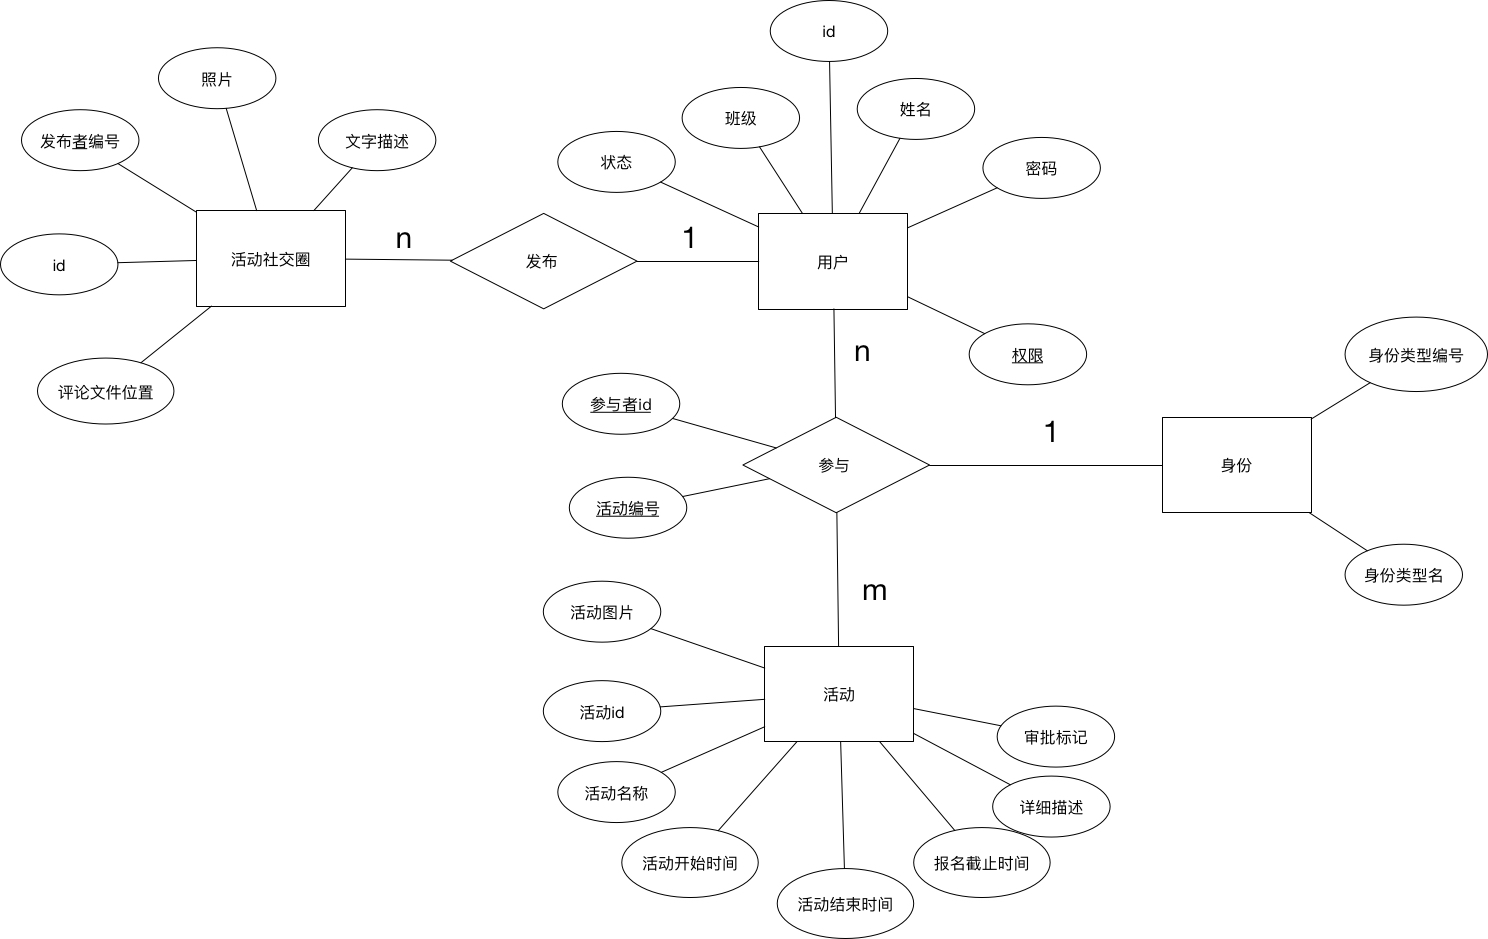 id
照片
班级
姓名
发布者编号
文字描述
状态
密码
n
1
活动社交圈
发布
用户
id
n
权限
身份类型编号
评论文件位置
参与者id
1
参与
身份
活动编号
身份类型名
m
活动图片
活动
活动id
审批标记
活动名称
详细描述
活动开始时间
报名截止时间
活动结束时间